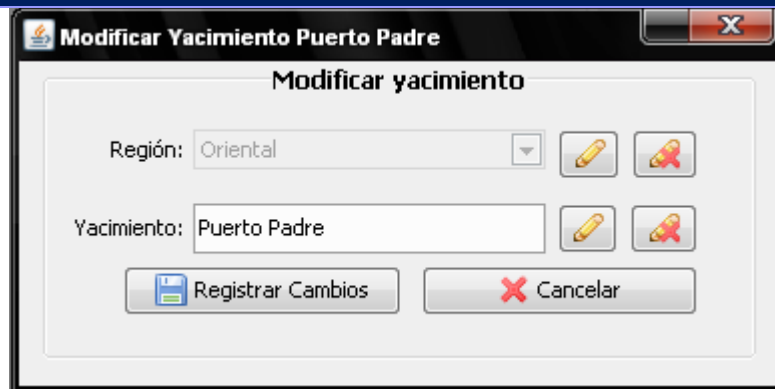 Modificar Yacimiento Puerto Padre
Modificar yacimiento
Región: Oriental
Yacimiento: Puerto Padre
Registrar Cambios Cancelar